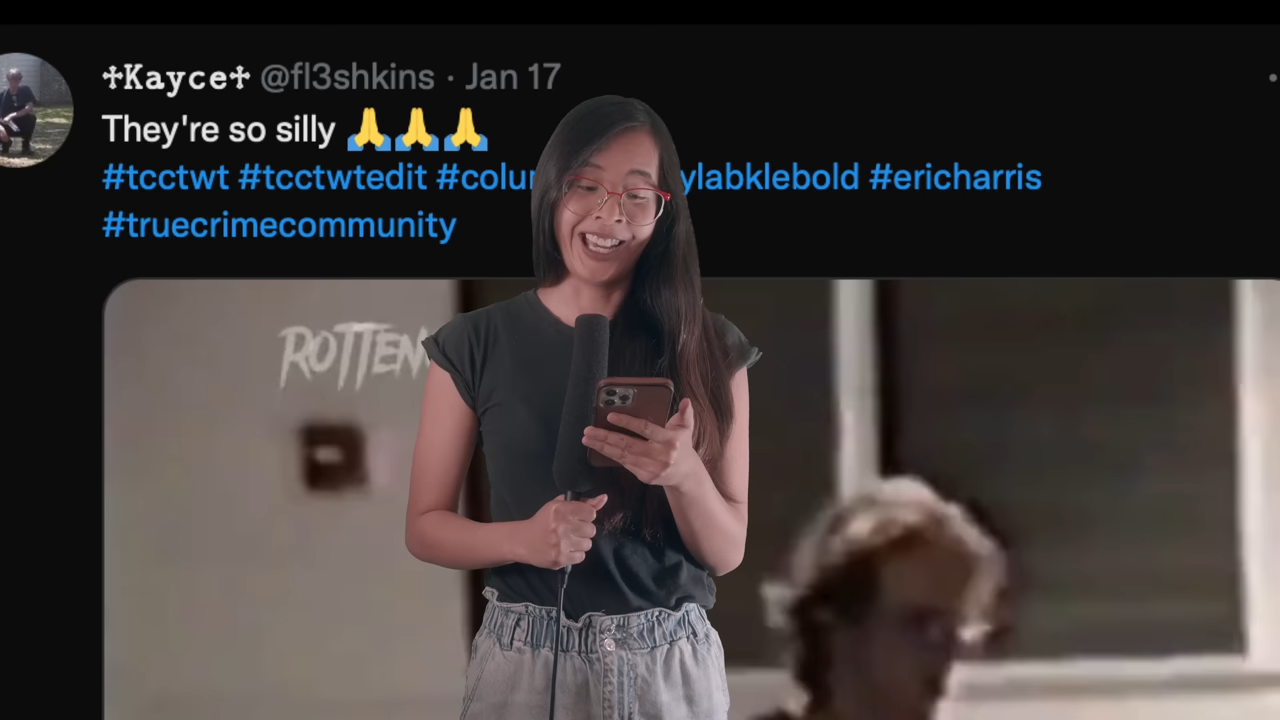 ♱Kayce♱ @fl3shkins · Jan 17
They're so silly 🙏🙏🙏
#tcctwt #tcctwtedit #colu ylabklebold #ericharris
#truecrimecommunity
ROTTEN